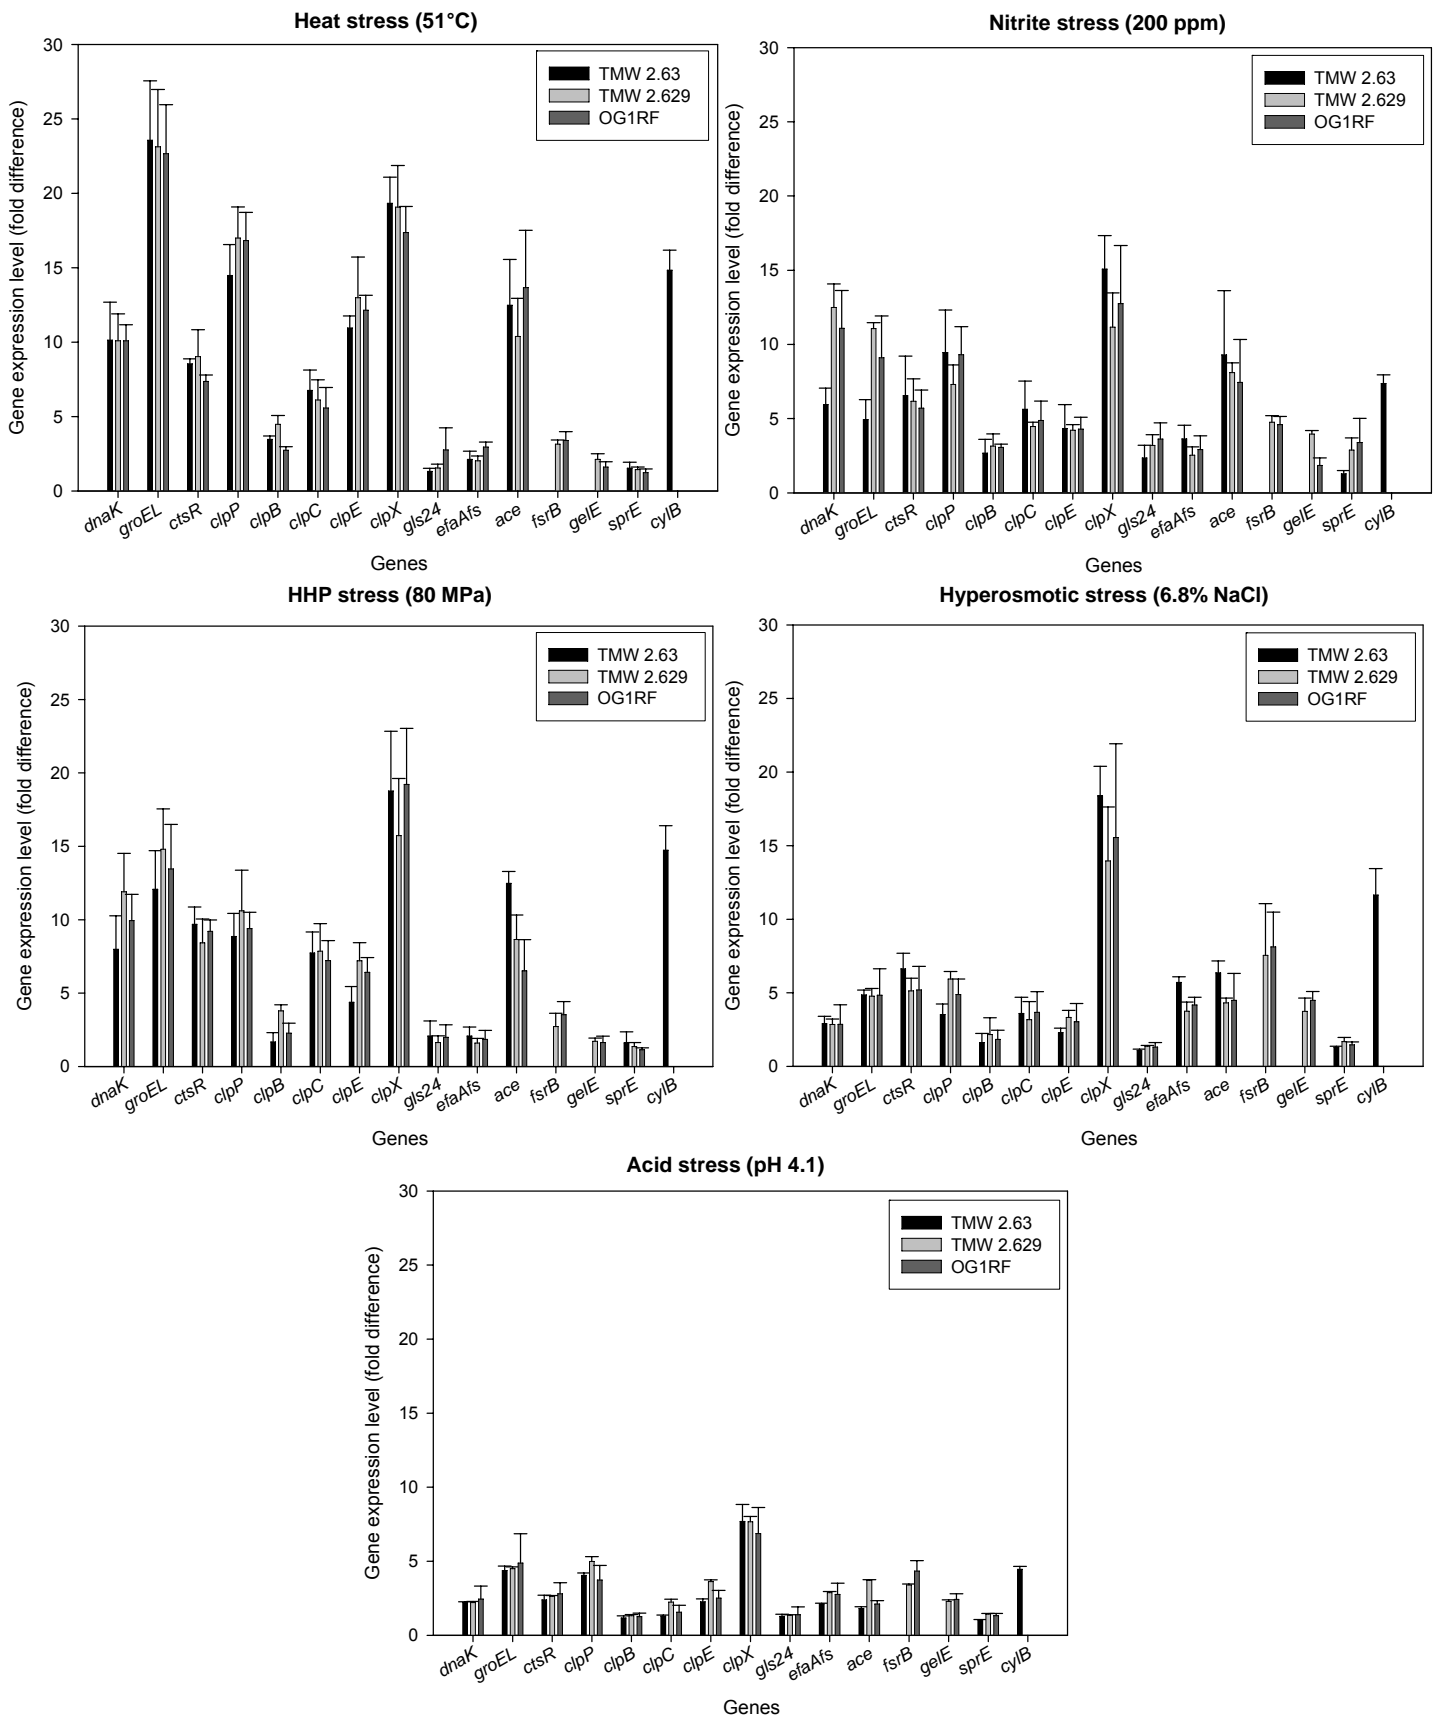 Heat stress (51°C)
30
25
20
15
10
5
0
Gene expression level (fold difference)
TMW 2.63
TMW 2.629
OG1RF
dnaK groEL ctsR clpP clpB clpC clpE clpX gls24 efaAfs ace fsrB gelE sprE cylB
Genes
Nitrite stress (200 ppm)
30
25
20
15
10
5
0
Gene expression level (fold difference)
TMW 2.63
TMW 2.629
OG1RF
dnaK groEL ctsR clpP clpB clpC clpE clpX gls24 efaAfs ace fsrB gelE sprE cylB
Genes
HHP stress (80 MPa)
30
25
20
15
10
5
0
Gene expression level (fold difference)
TMW 2.63
TMW 2.629
OG1RF
dnaK groEL ctsR clpP clpB clpC clpE clpX gls24 efaAfs ace fsrB gelE sprE cylB
Genes
Hyperosmotic stress (6.8% NaCl)
30
25
20
15
10
5
0
Gene expression level (fold difference)
TMW 2.63
TMW 2.629
OG1RF
dnaK groEL ctsR clpP clpB clpC clpE clpX gls24 efaAfs ace fsrB gelE sprE cylB
Genes
Acid stress (pH 4.1)
30
25
20
15
10
5
0
Gene expression level (fold difference)
TMW 2.63
TMW 2.629
OG1RF
dnaK groEL ctsR clpP clpB clpC clpE clpX gls24 efaAfs ace fsrB gelE sprE cylB
Genes